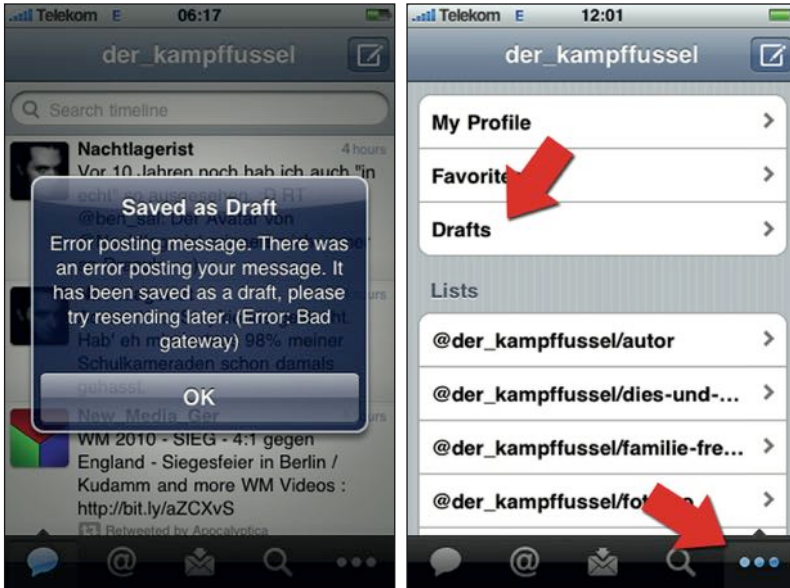 Telekom E 06:17
der_kampffussel
Search timeline
Nachtlagerist
4 hours
Vor 10 Jahren noch hab ich auch "in
Saved as Draft
Error posting message. There was
an error posting your message. It
has been saved as a draft, please
try resending later. (Error: Bad
gateway)
OK
Schulkameraden schon damals
gehasst.
New_Media_Ger
WM 2010 - SIEG - 4:1 gegen
England - Siegesfeier in Berlin /
Kudamm and more WM Videos :
http://bit.ly/aZCXvS
Retweeted by Apocalyptica
Telekom E 12:01
der_kampffussel
My Profile
Drafts
Lists
@der_kampffussel/autor
@der_kampffussel/dies-und-...
@der_kampffussel/familie-fre...